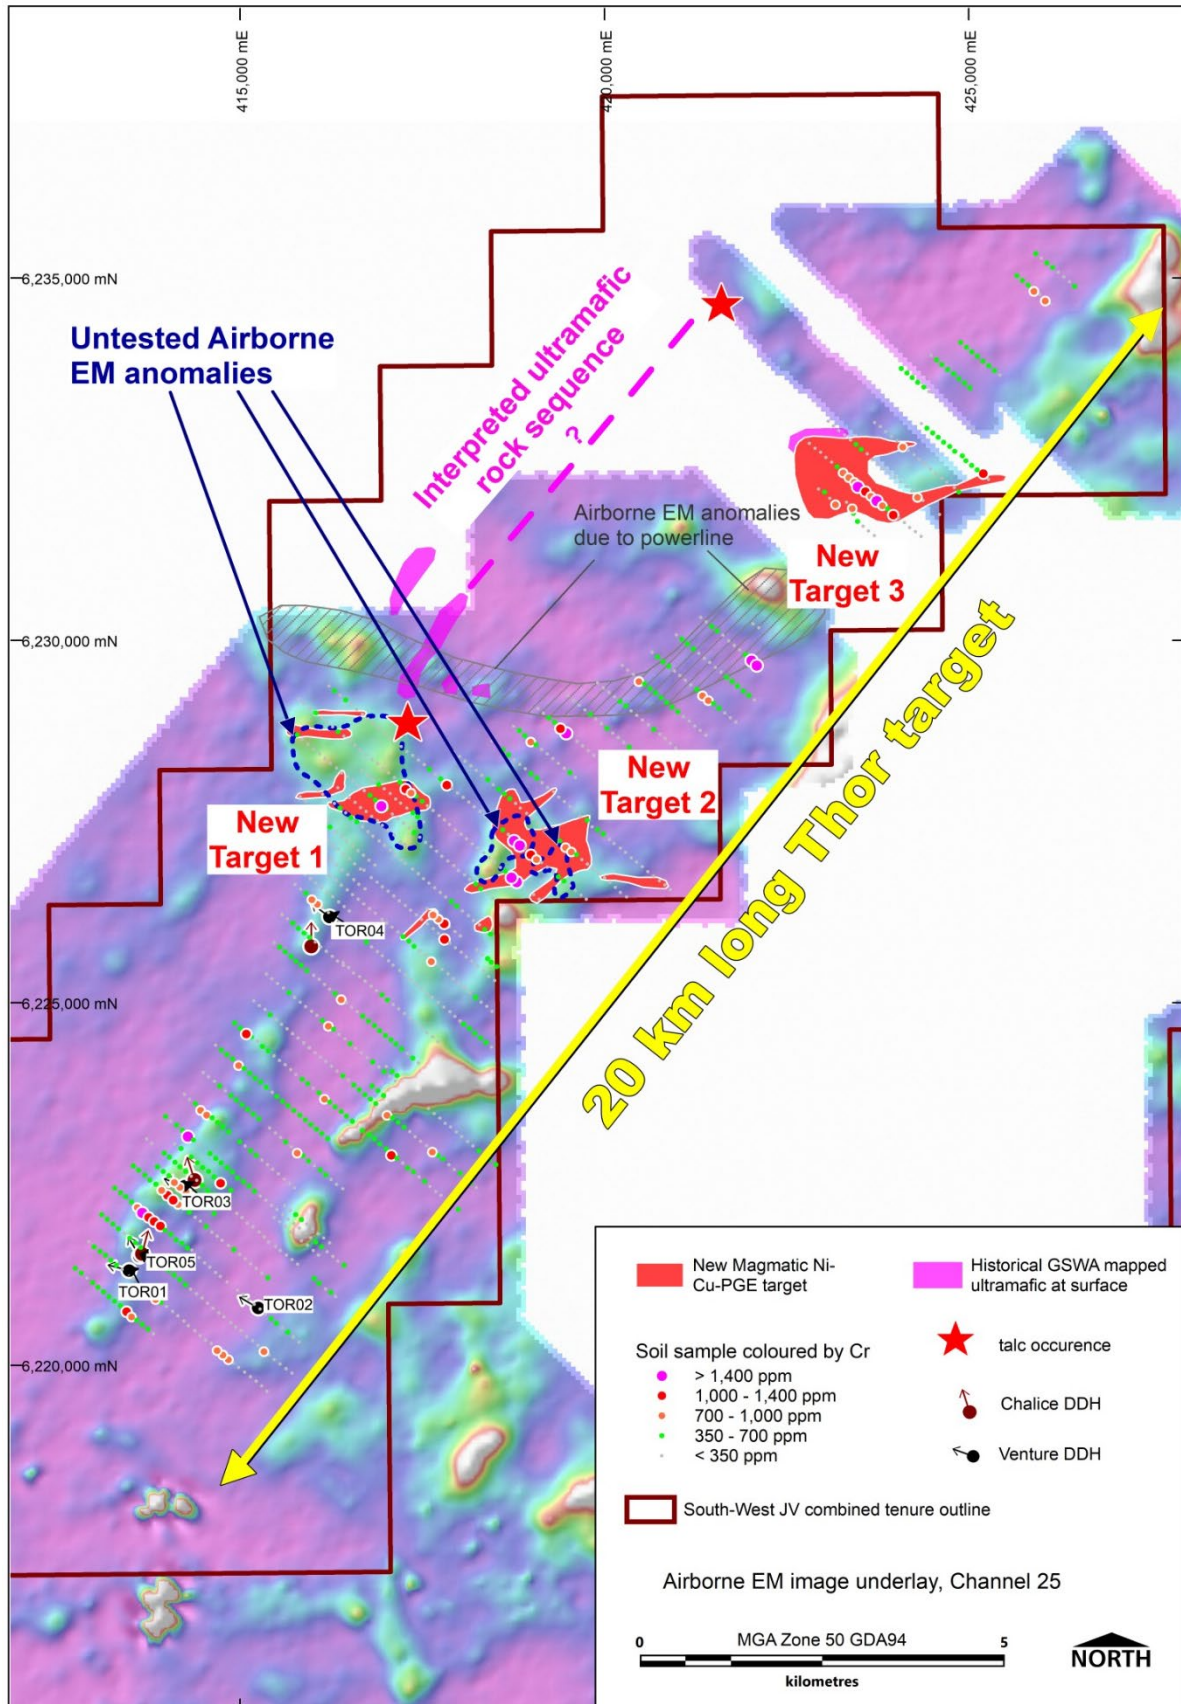 415,000 mE
420,000 mE
425,000 mE
6,235,000 mN
Untested Airborne
EM anomalies
Interpreted ultramafic
rock sequence
?
Airborne EM anomalies
due to powerline
New
Target 3
6,230,000 mN
New
Target 2
New
Target 1
20 km long Thor target
TOR04
6,225,000 mN
TOR03
TOR05
TOR01
TOR02
6,220,000 mN
New Magmatic Ni-
Cu-PGE target
Historical GSWA mapped
ultramafic at surface
Soil sample coloured by Cr
> 1,400 ppm
1,000 - 1,400 ppm
700 - 1,000 ppm
350 - 700 ppm
< 350 ppm
talc occurence
Chalice DDH
Venture DDH
South-West JV combined tenure outline
Airborne EM image underlay, Channel 25
0 MGA Zone 50 GDA94 5
kilometres
NORTH